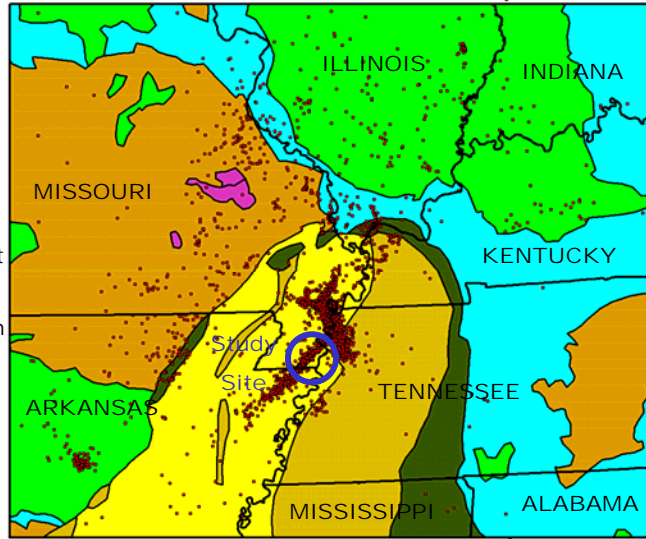 ILLINOIS
INDIANA
MISSOURI
KENTUCKY
Study
Site
TENNESSEE
ARKANSAS
MISSISSIPPI
ALABAMA